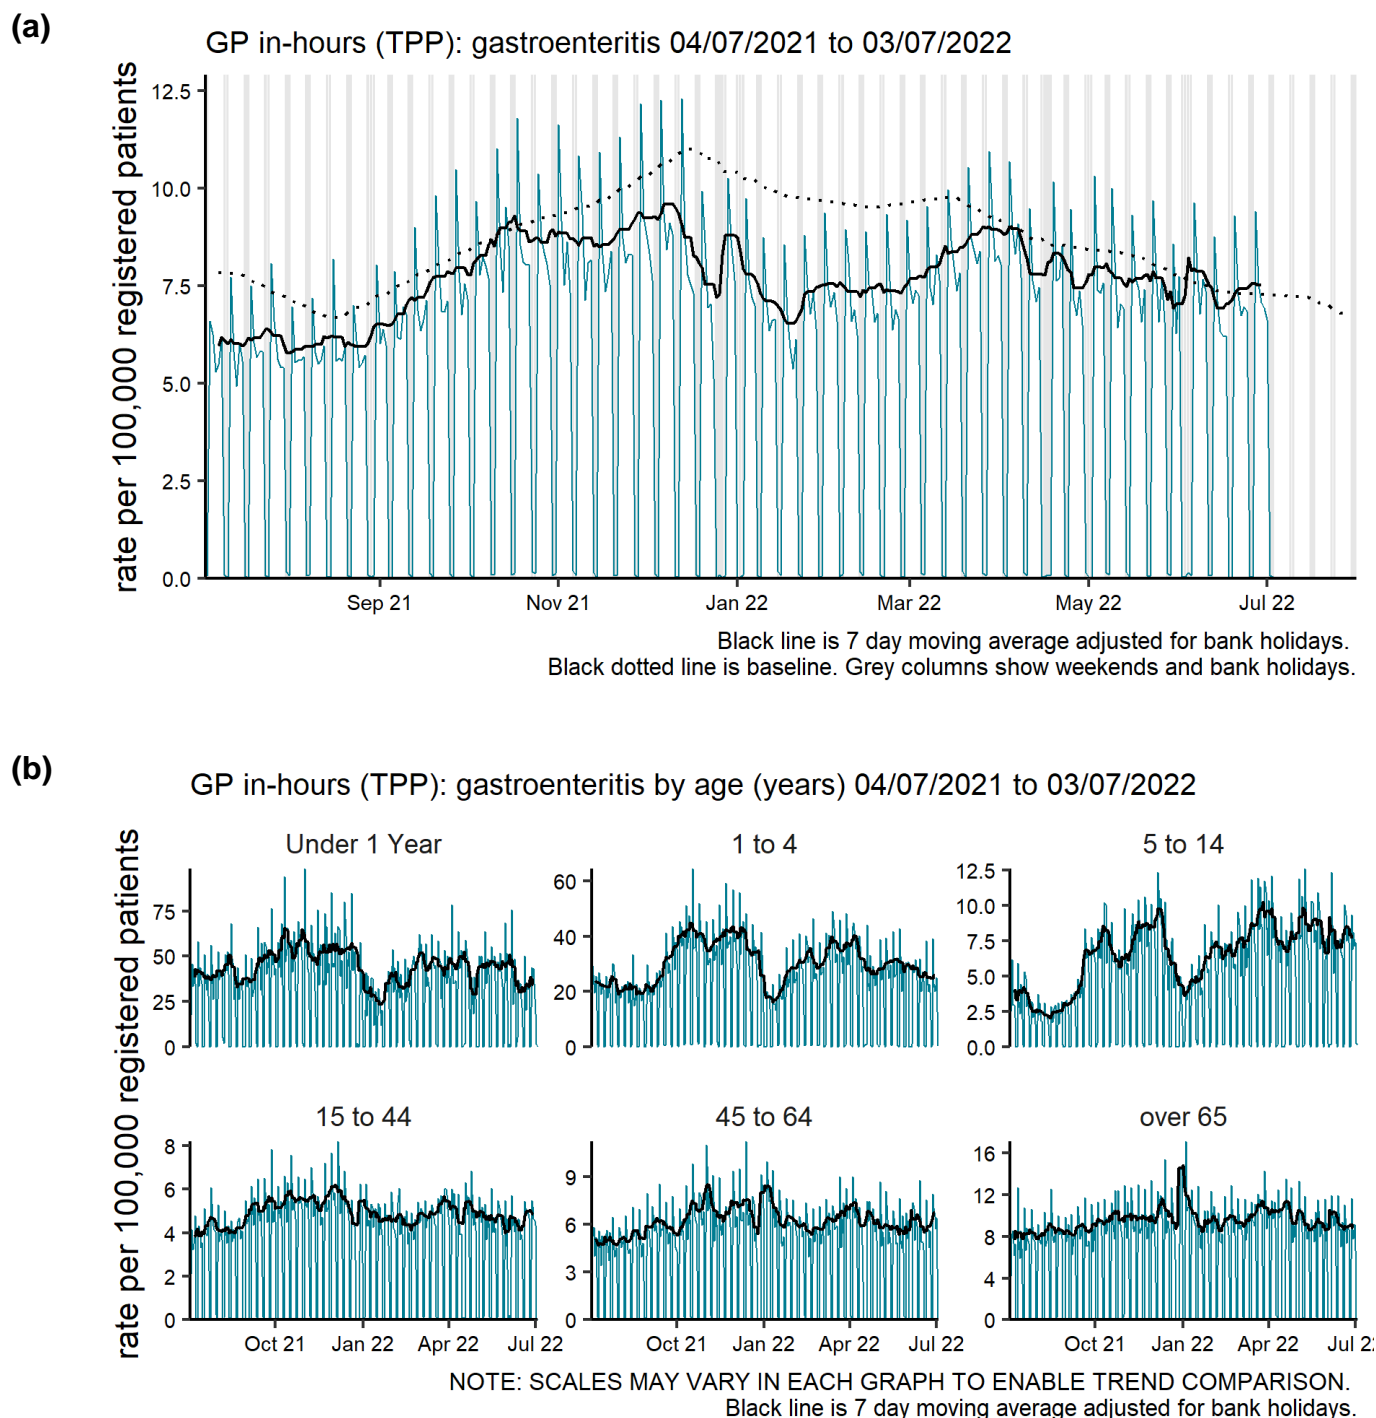 (a)
GP in-hours (TPP): gastroenteritis 04/07/2021 to 03/07/2022
rate per 100,000 registered patients
12.5
10.0
7.5
5.0
2.5
0.0
Sep 21 Nov 21 Jan 22 Mar 22 May 22 Jul 22
Black line is 7 day moving average adjusted for bank holidays.
Black dotted line is baseline. Grey columns show weekends and bank holidays.
(b)
GP in-hours (TPP): gastroenteritis by age (years) 04/07/2021 to 03/07/2022
rate per 100,000 registered patients
Under 1 Year
75
50
25
0
1 to 4
60
40
20
0
5 to 14
12.5
10.0
7.5
5.0
2.5
0.0
15 to 44
8
6
4
2
0
Oct 21 Jan 22 Apr 22 Jul 22
45 to 64
9
6
3
0
Oct 21 Jan 22 Apr 22 Jul 22
over 65
16
12
8
4
0
Oct 21 Jan 22 Apr 22 Jul 22
NOTE: SCALES MAY VARY IN EACH GRAPH TO ENABLE TREND COMPARISON.
Black line is 7 day moving average adjusted for bank holidays.